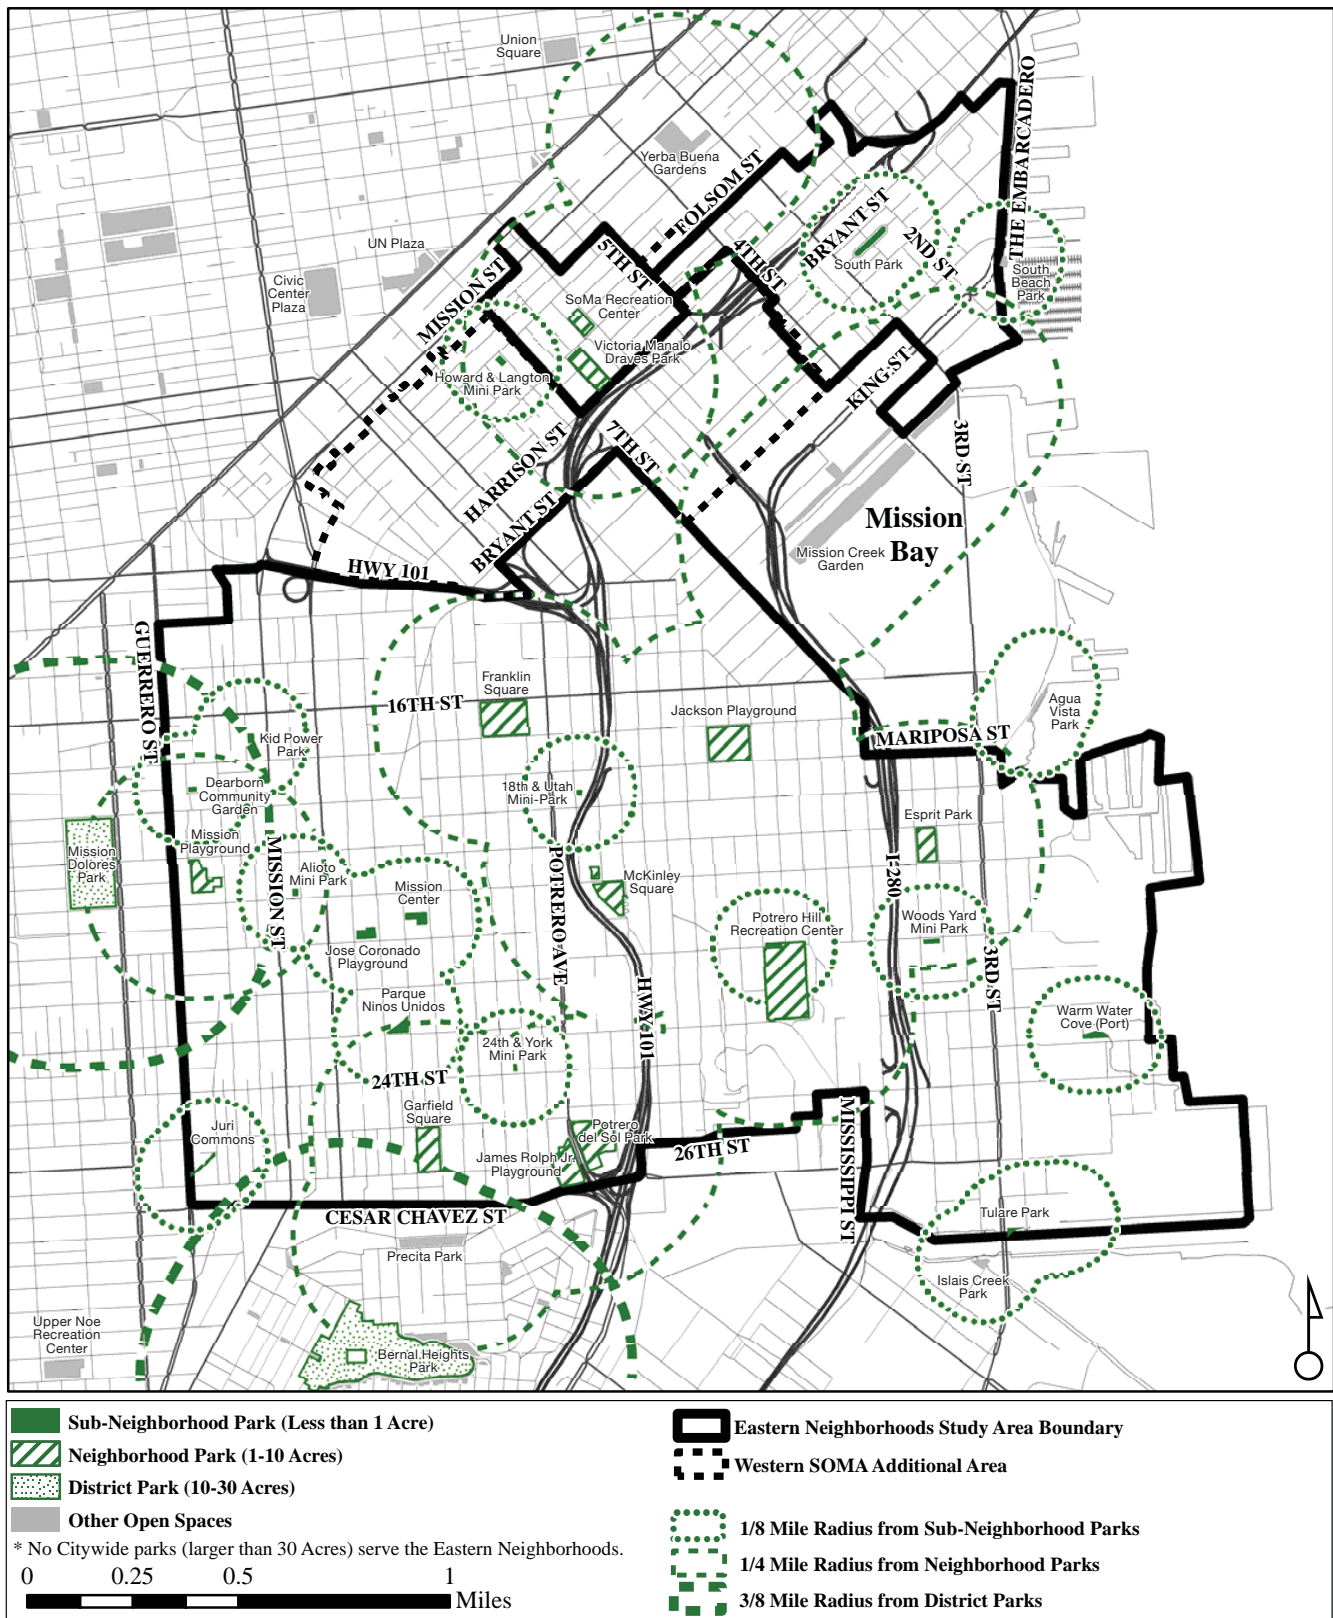 Union
Square
Yerba Buena
Gardens
FOLSOM ST
THE EMBARCADERO
BRYANT ST
2ND ST
South Park
South
Beach
Park
UN Plaza
Civic
Center
Plaza
MISSION ST
5TH ST
4TH ST
SoMa Recreation
Center
Victoria Manalo
Draves Park
Howard & Langton
Mini Park
KING ST
HARRISON ST
7TH ST
3RD ST
BRYANT ST
Mission
Bay
Mission Creek
Garden
HWY 101
GUERRERO ST
Franklin
Square
16TH ST
Jackson Playground
Agua
Vista
Park
MARIPOSA ST
Kid Power
Park
Dearborn
Community
Garden
18th & Utah
Mini-Park
Esprit Park
Mission
Playground
Mission
Dolores
Park
MISSION ST
Alioto
Mini Park
Mission
Center
POTRERO AVE
McKinley
Square
I-280
Potrero Hill
Recreation Center
Woods Yard
Mini Park
Jose Coronado
Playground
3RD ST
Parque
Ninos Unidos
HWY 101
Warm Water
Cove (Port)
24th & York
Mini Park
24TH ST
Garfield
Square
Juri
Commons
Potrero
del Sol Park
James Rolph Jr.
Playground
26TH ST
MISSISSIPPI ST
CESAR CHAVEZ ST
Tulare Park
Precita Park
Islais Creek
Park
Upper Noe
Recreation
Center
Bernal Heights
Park
Sub-Neighborhood Park (Less than 1 Acre)
Neighborhood Park (1-10 Acres)
District Park (10-30 Acres)
Other Open Spaces
* No Citywide parks (larger than 30 Acres) serve the Eastern Neighborhoods.
0 0.25 0.5 1
Miles
Eastern Neighborhoods Study Area Boundary
Western SOMA Additional Area
1/8 Mile Radius from Sub-Neighborhood Parks
1/4 Mile Radius from Neighborhood Parks
3/8 Mile Radius from District Parks